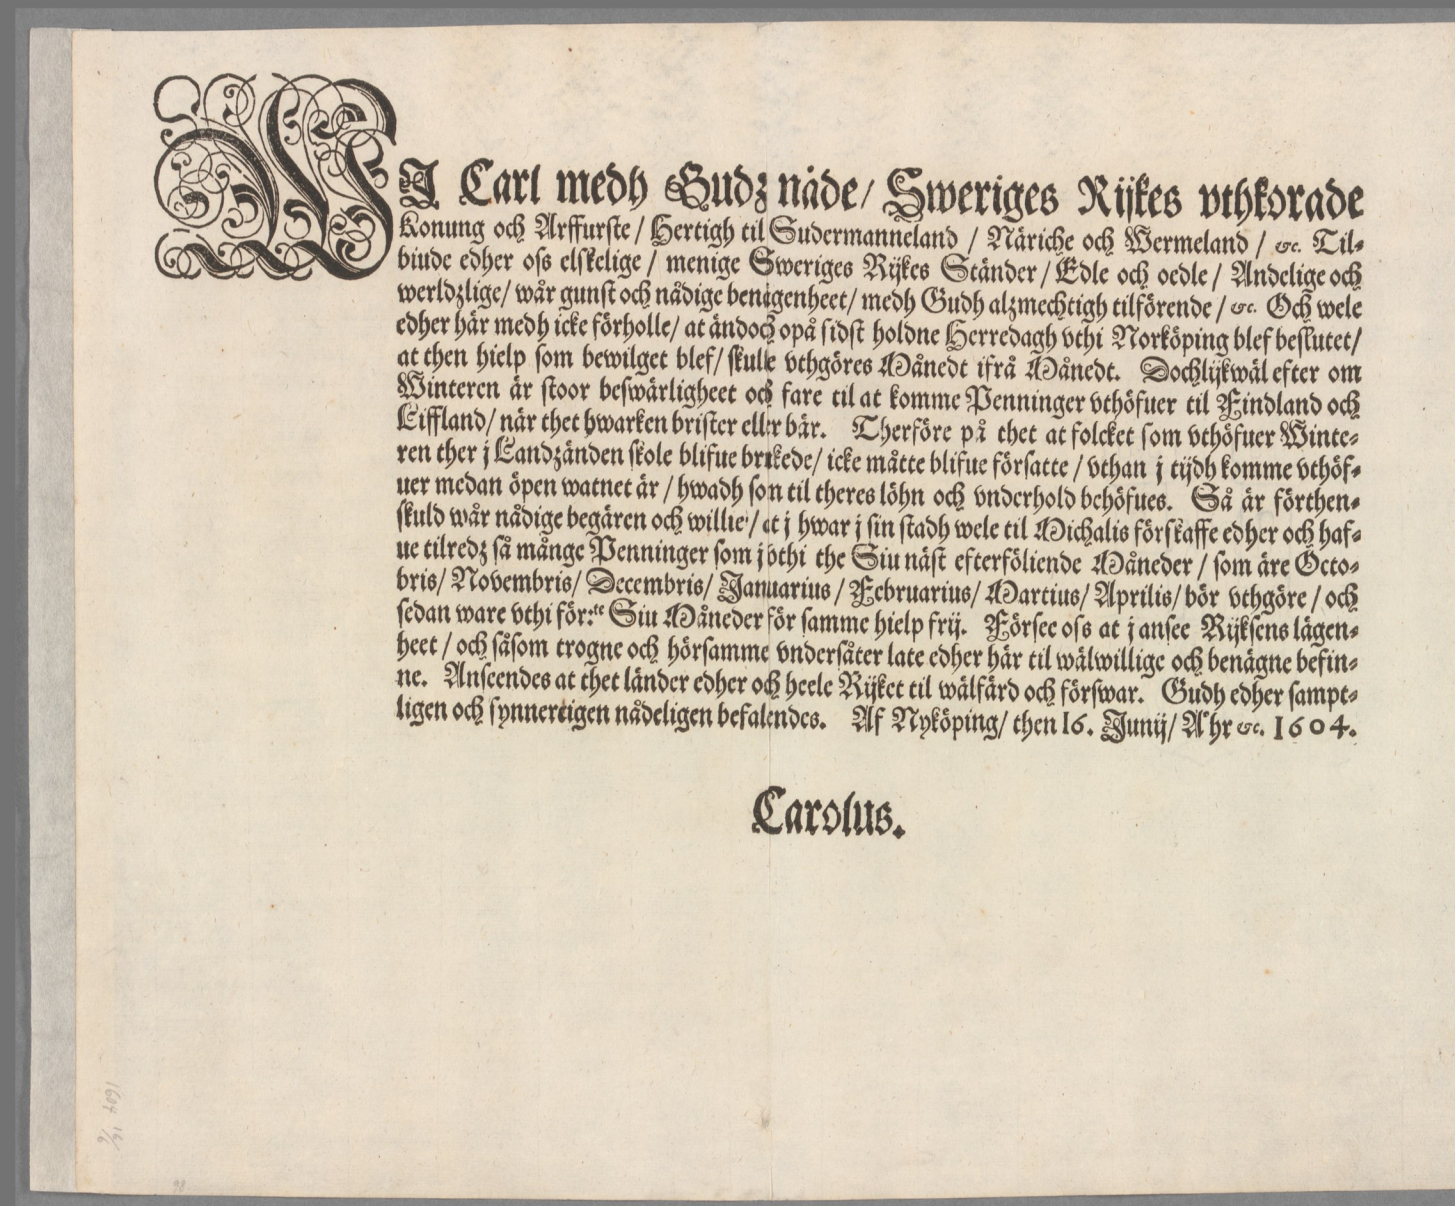 WJ Carl medh Gudz nåde/ Sweriges Rijkes vthkorade
Konung och Arffurste / Hertigh til Sudermanneland / Näriche och Wermeland / &c. Til-
biude edher oss elskelige / menige Sweriges Rijkes Ständer / Edle och oedle / Andelige och
werldzlige/ wår gunst och nådige benägenheet/ medh Gudh alzmechtigh tilförende / &c. Och wele
edher här medh icke förholle/ at ändoch opå sidst holdne Herredagh vthi Norköping blef beslutet/
at then hielp som bewilget blef/ skulle vthgöres Månedt ifrå Månedt. Dochlijkwäl efter om
Winteren är stoor beswärligheet och fare til at komme Penninger vthöfuer til Findland och
Liffland/ när thet hwarken brister eller bär. Therföre på thet at folcket som vthöfuer Winte-
ren ther j Landzänden skole blifue brukede/ icke måtte blifue försatte / vthan j tijdh komme vthöf-
uer medan öpen watnet är / hwadh som til theres löhn och vnderhold behöfues. Så är förthen-
skuld wår nådige begären och willie/ at j hwar j sin stadh wele til Michalis förskaffe edher och haf-
ue tilredz så månge Penninger som j vthi the Siu näst efterföliende Måneder / som äre Octo-
bris/ Novembris/ Decembris/ Januarius / Februarius/ Martius/ Aprilis/ bör vthgöre / och
sedan ware vthi för:te Siu Måneder för samme hielp frij. Försee oss at j ansee Rijksens lägen-
heet / och såsom trogne och hörsamme vndersåter late edher här til wälwillige och benägne befin-
ne. Anseendes at thet länder edher och heele Rijket til wälfärd och förswar. Gudh edher sampt-
ligen och synnerligen nådeligen befalendes. Af Nyköping/ then 16. Junij/ Åhr &c. 1604.
Carolus.
1604 16/6